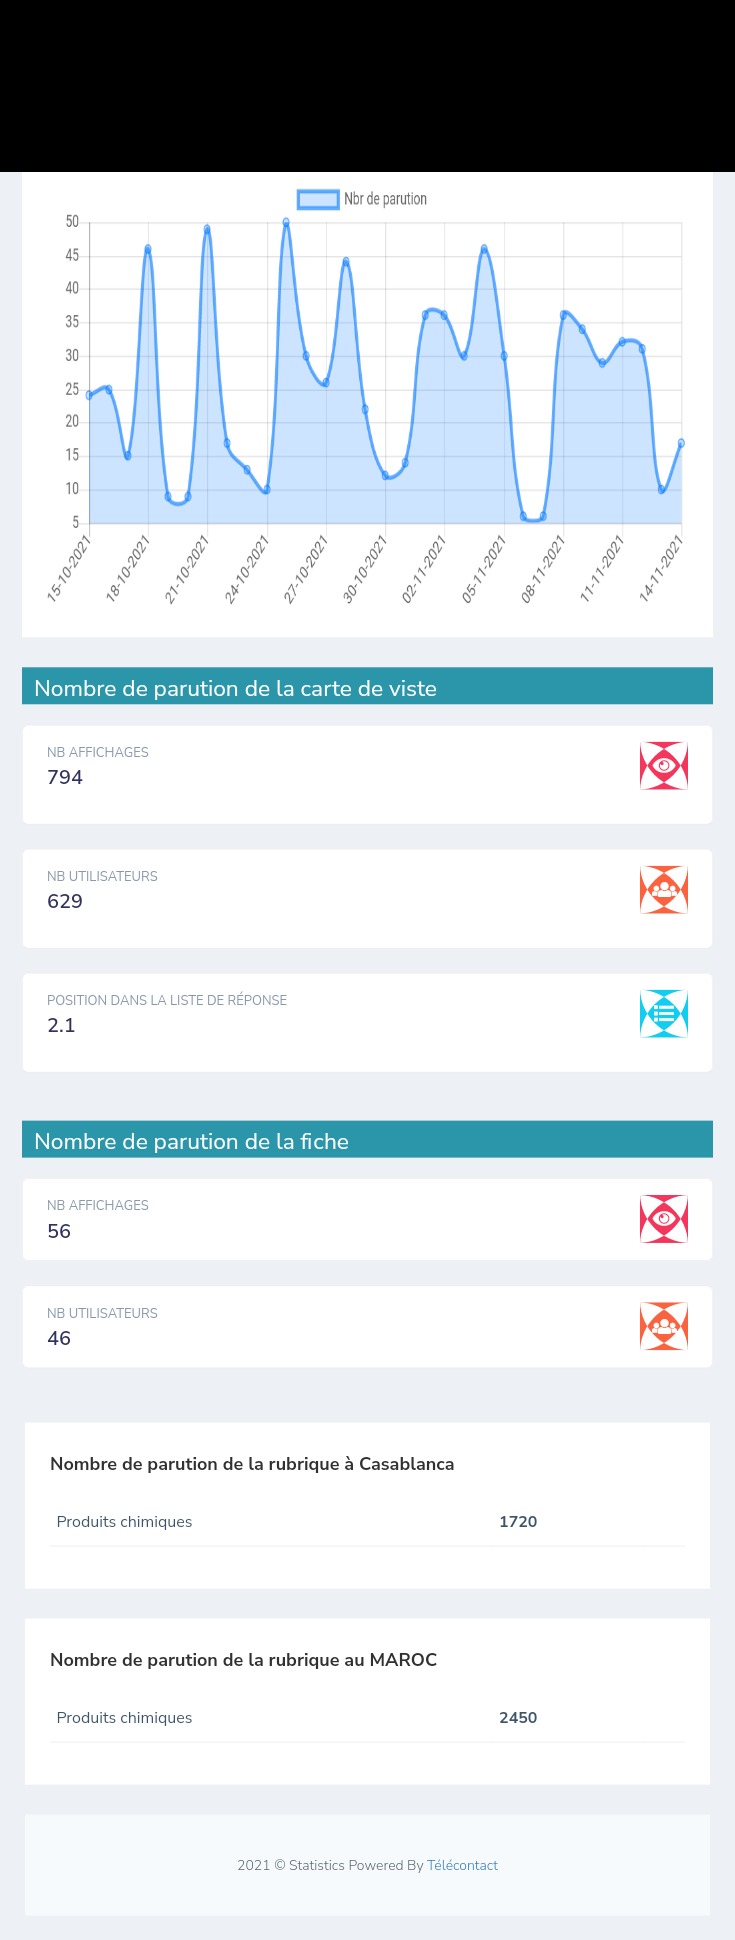 Nbr de parution
50
45
40
35
30
25
20
15
10
5
15-10-2021
18-10-2021
21-10-2021
24-10-2021
27-10-2021
30-10-2021
02-11-2021
05-11-2021
08-11-2021
11-11-2021
14-11-2021
Nombre de parution de la carte de viste
NB AFFICHAGES
794
NB UTILISATEURS
629
POSITION DANS LA LISTE DE RÉPONSE
2.1
Nombre de parution de la fiche
NB AFFICHAGES
56
NB UTILISATEURS
46
Nombre de parution de la rubrique à Casablanca
Produits chimiques 1720
Nombre de parution de la rubrique au MAROC
Produits chimiques 2450
2021 © Statistics Powered By Télécontact